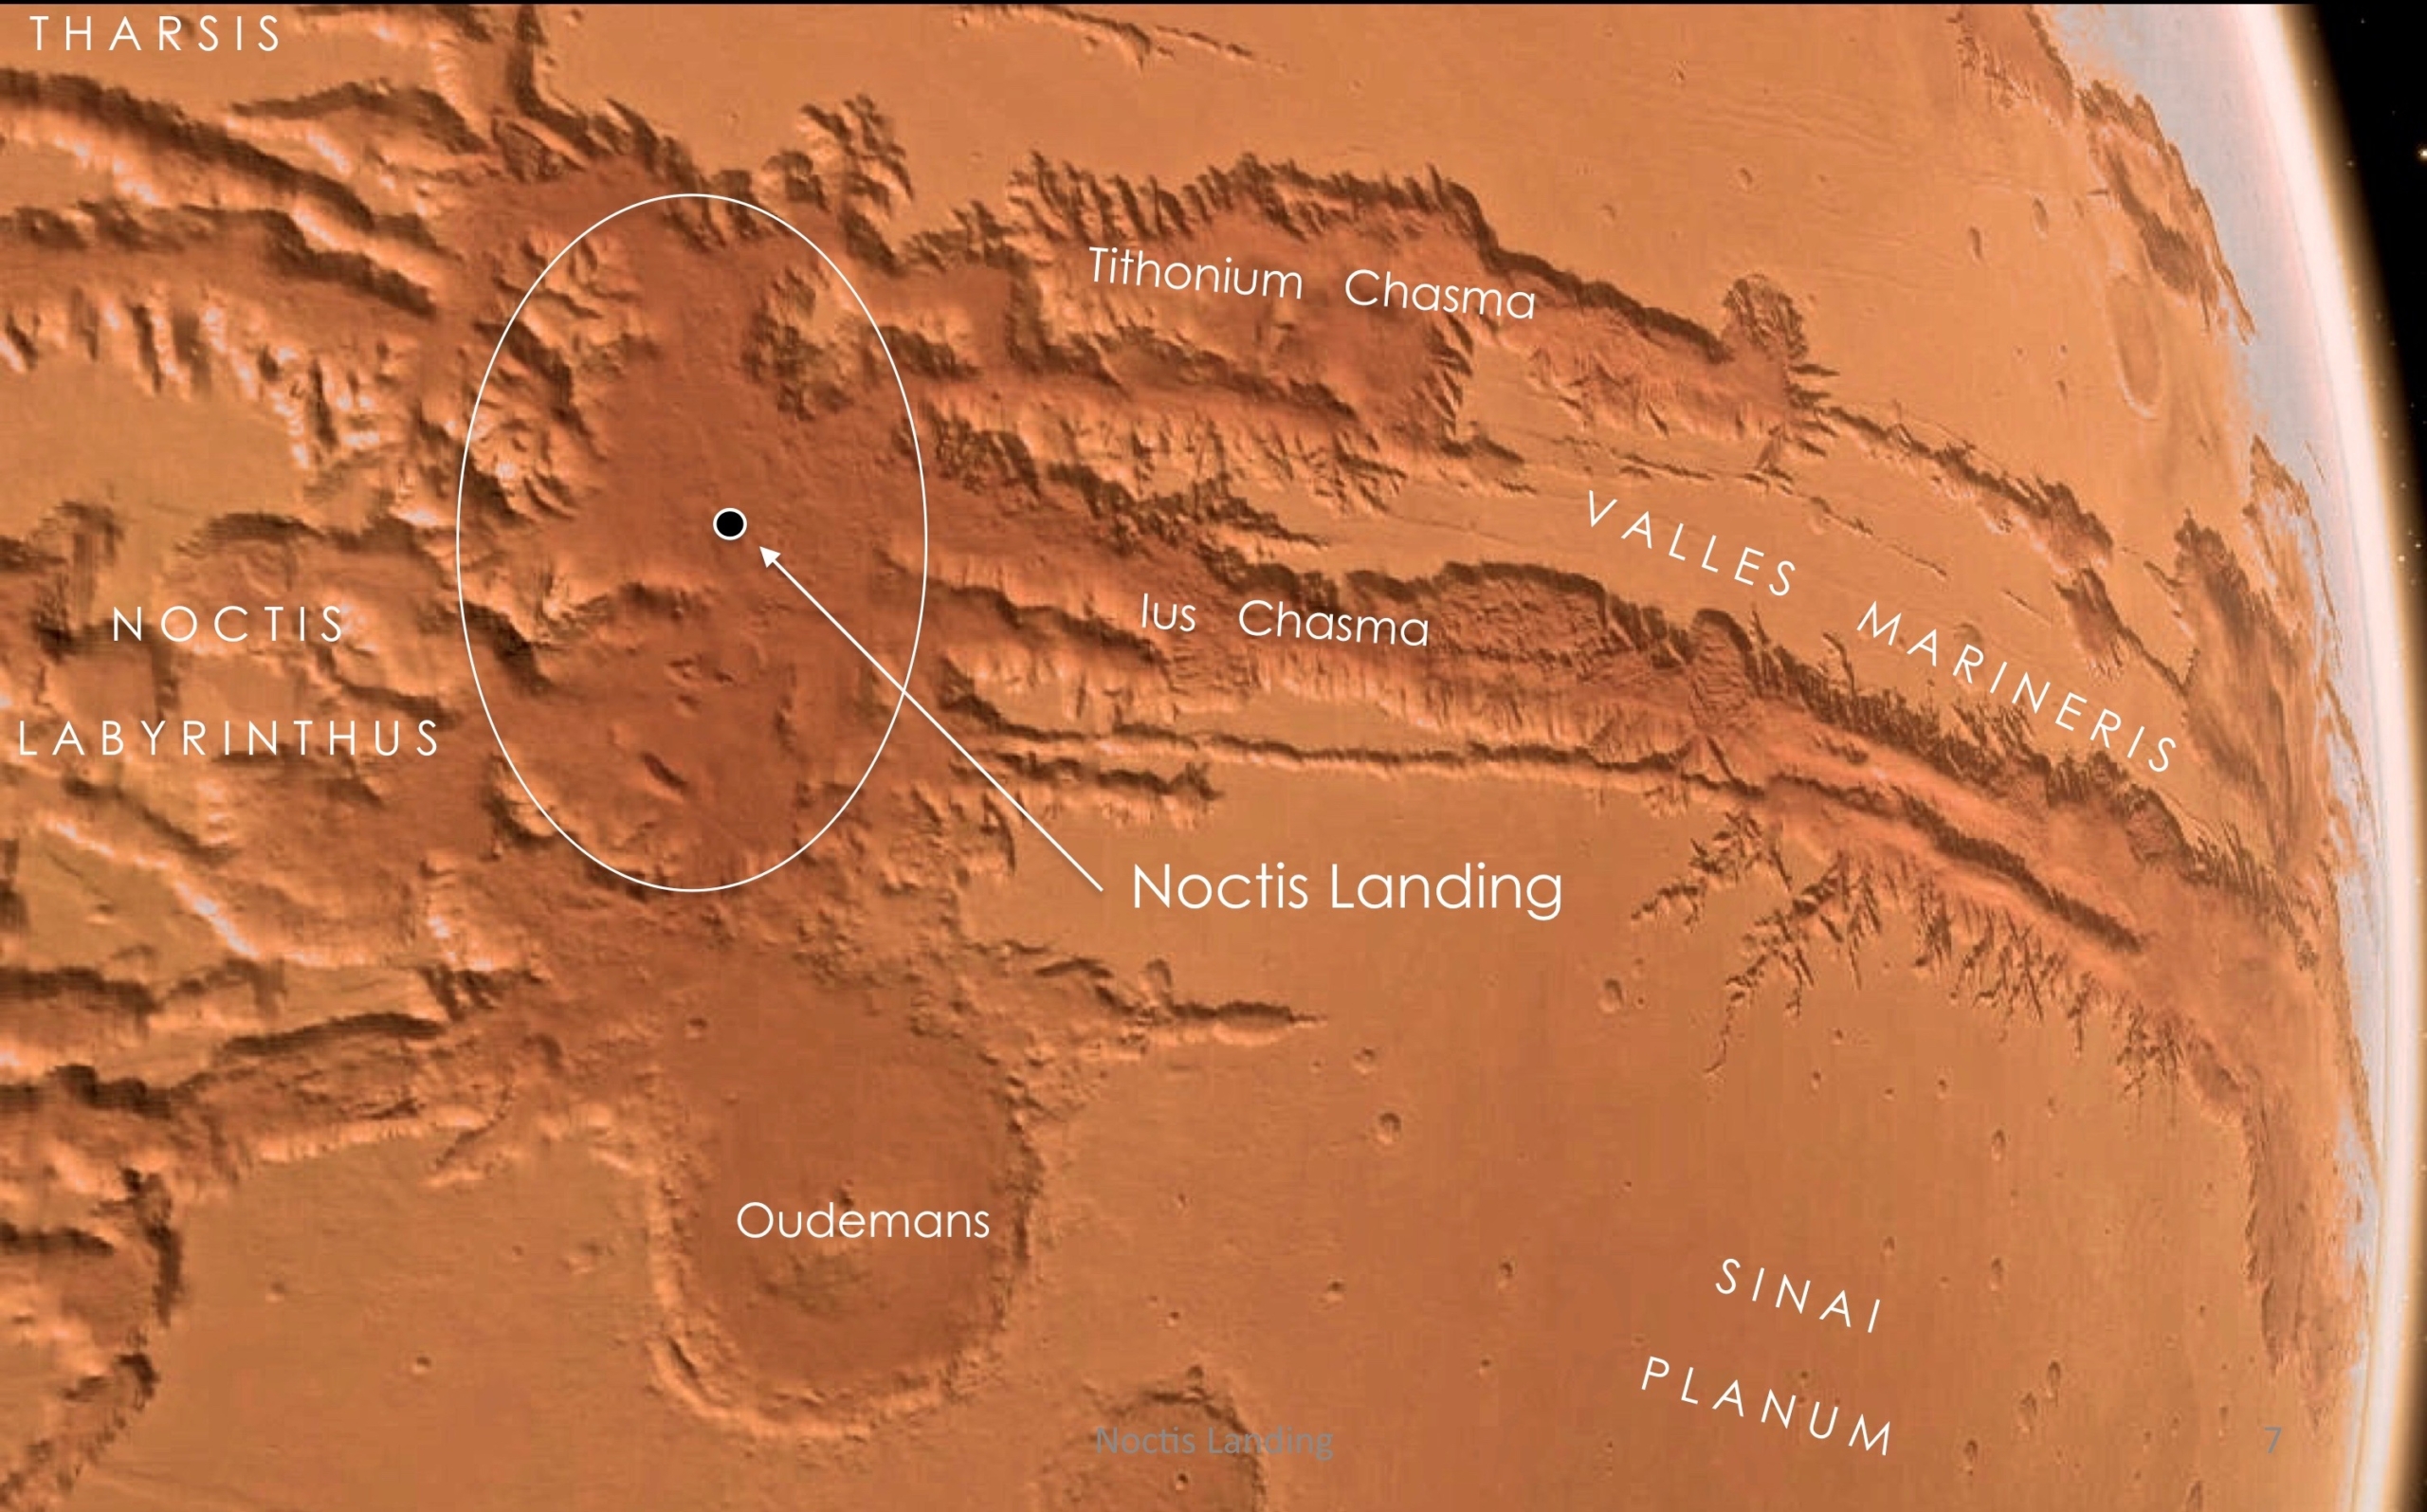 THARSIS
Tithonium Chasma
VALLES MARINERIS
NOCTIS
LABYRINTHUS
Ius Chasma
Noctis Landing
Oudemans
SINAI
PLANUM
Noctis Landing
7